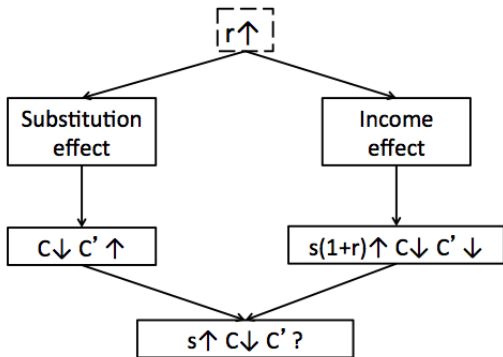 r↑
Substitution
effect
Income
effect
C↓ C’ ↑
s(1+r)↑ C↓ C’ ↓
s↑ C↓ C’ ?